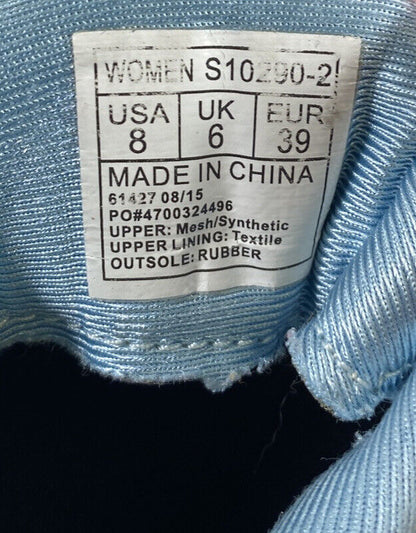 WOMEN S10290-2
USA UK EUR
8 6 39
MADE IN CHINA
61427 08/15
PO#4700324496
UPPER: Mesh/Synthetic
UPPER LINING: Textile
OUTSOLE: RUBBER